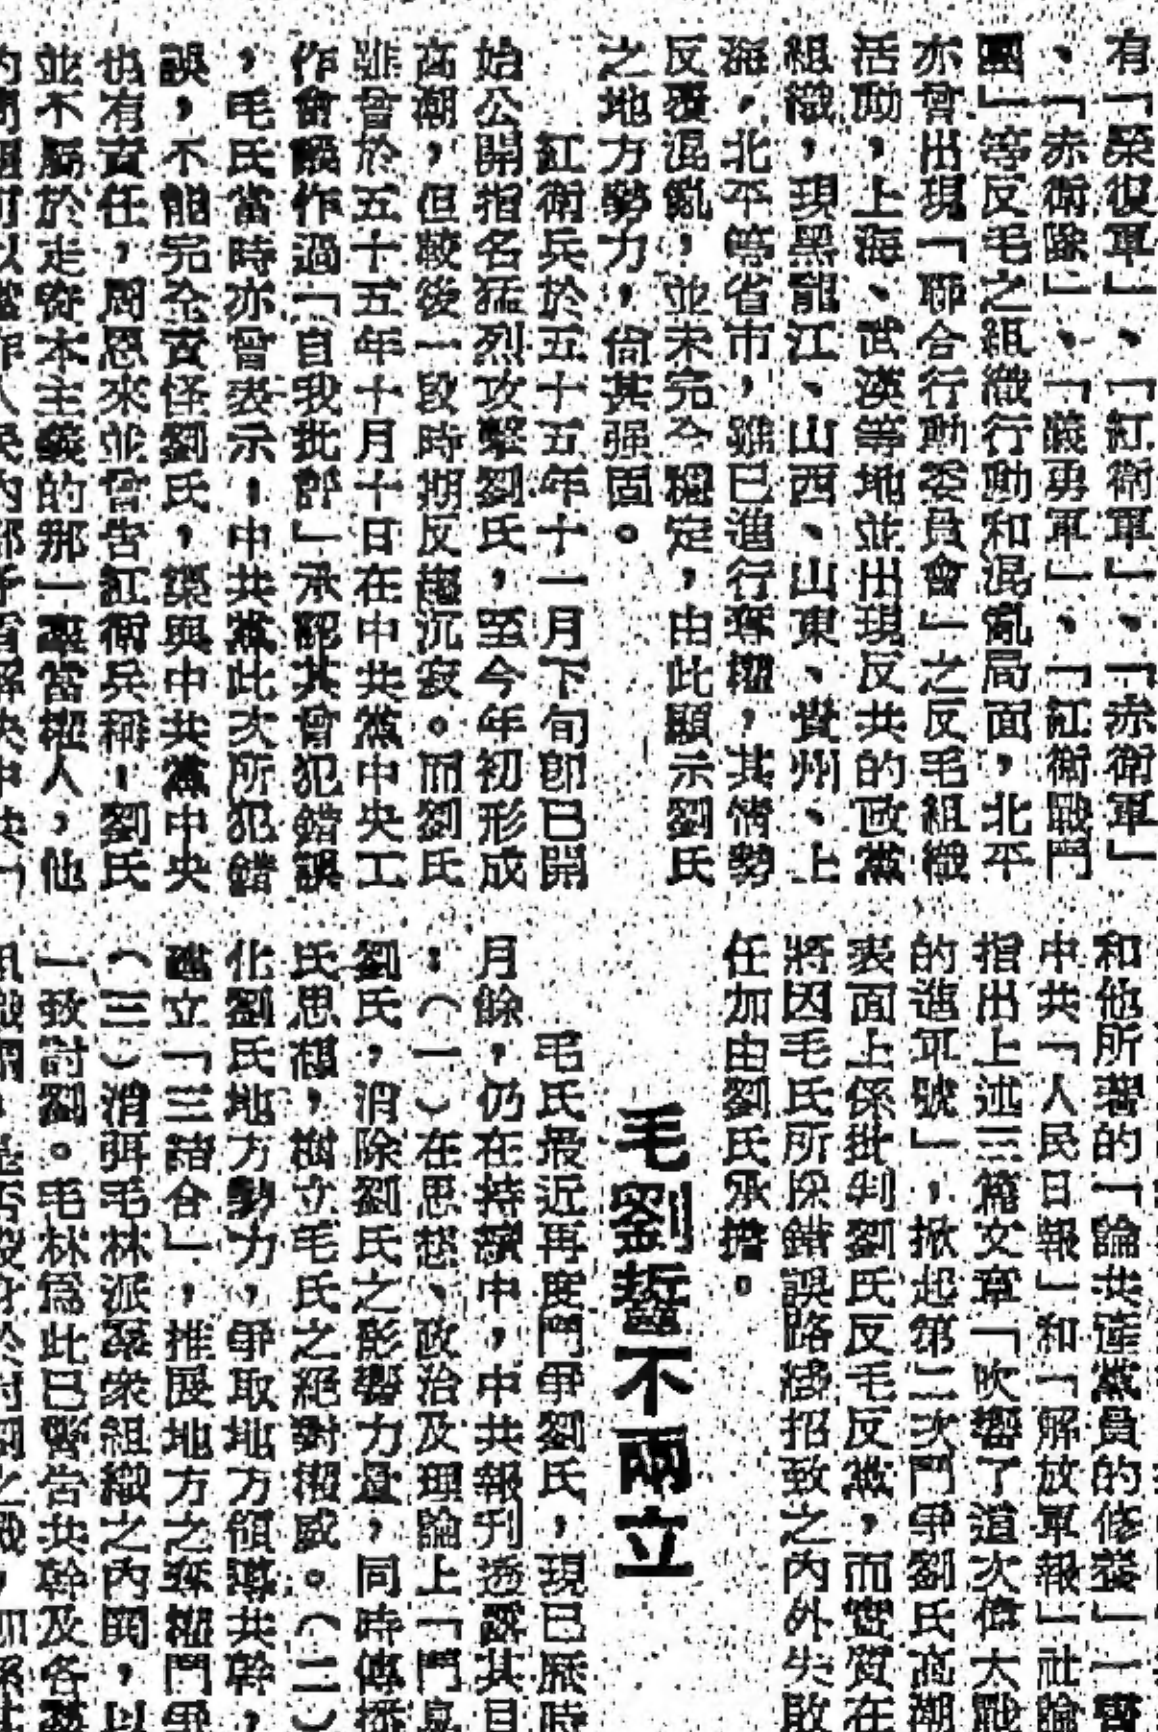 有「榮復軍」、「紅衛軍」、「赤衛軍」
、「赤衛隊」、「義勇軍」、「紅衛戰鬥
團」等反毛之組織行動和混亂局面，北平
亦曾出現「聯合行動委員會」之反毛組織
活動，上海、武漢等地並出現反共的政黨
組織，現黑龍江、山西、山東、貴州、上
海，北平等省市，雖已進行奪權，其情勢
反覆混亂，並未完全穩定，由此顯示劉氏
之地方勢力，尙其强固。
紅衛兵於五十五年十一月下旬卽已開
始公開指名猛烈攻擊劉氏，至今年初形成
高潮，但較後一段時期反趨沉寂。而劉氏
雖曾於五十五年十月十日在中共黨中央工
作會議作過「自我批評」承認其曾犯錯誤
，毛氏當時亦曾表示：中共黨此次所犯錯
誤，不能完全責怪劉氏，渠與中共黨中央
也有責任，周恩來並曾告紅衛兵稱：劉氏
並不屬於走資本主義的那一輩當權人，他
和他所著的「論共產黨員的修養」一書
中共「人民日報」和「解放軍報」社論
指出上述三篇文章「吹響了這次偉大戰
的進軍號」，掀起第二次鬥爭劉氏高潮
表面上係批判劉氏反毛反黨，而實質在
將因毛氏所採錯誤路綫招致之內外失敗
任加由劉氏承擔。
毛劉誓不兩立
毛氏最近再度鬥爭劉氏，現已歷時
月餘，仍在持續中，中共報刊透露其目
：（一）在思想、政治及理論上「鬥臭
劉氏，消除劉氏之影響力量，同時傳播
氏思想，樹立毛氏之絕對權威。（二）
化劉氏地方勢力，爭取地方領導共幹，
建立「三結合」，推展地方之奪權鬥爭
（三）消弭毛林派羣衆組織之內鬨，以
一致討劉。毛林爲此已警告共幹及各